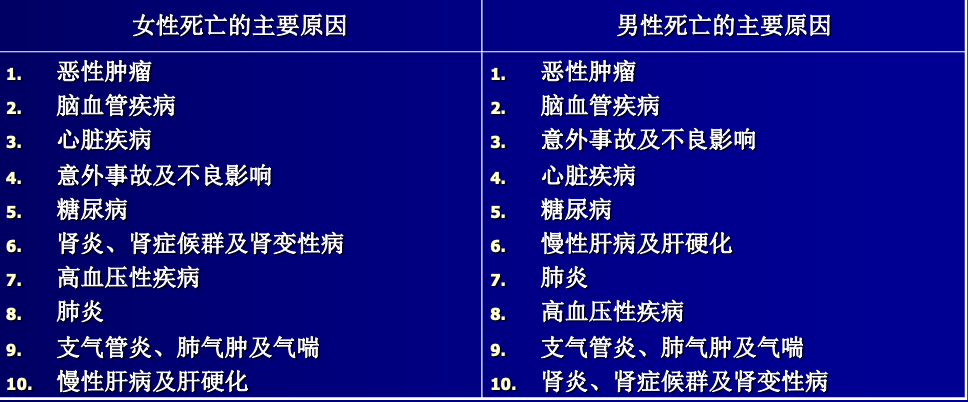 女性死亡的主要原因
1. 恶性肿瘤
2. 脑血管疾病
3. 心脏疾病
4. 意外事故及不良影响
5. 糖尿病
6. 肾炎、肾症候群及肾变性病
7. 高血压性疾病
8. 肺炎
9. 支气管炎、肺气肿及气喘
10. 慢性肝病及肝硬化
男性死亡的主要原因
1. 恶性肿瘤
2. 脑血管疾病
3. 意外事故及不良影响
4. 心脏疾病
5. 糖尿病
6. 慢性肝病及肝硬化
7. 肺炎
8. 高血压性疾病
9. 支气管炎、肺气肿及气喘
10. 肾炎、肾症候群及肾变性病